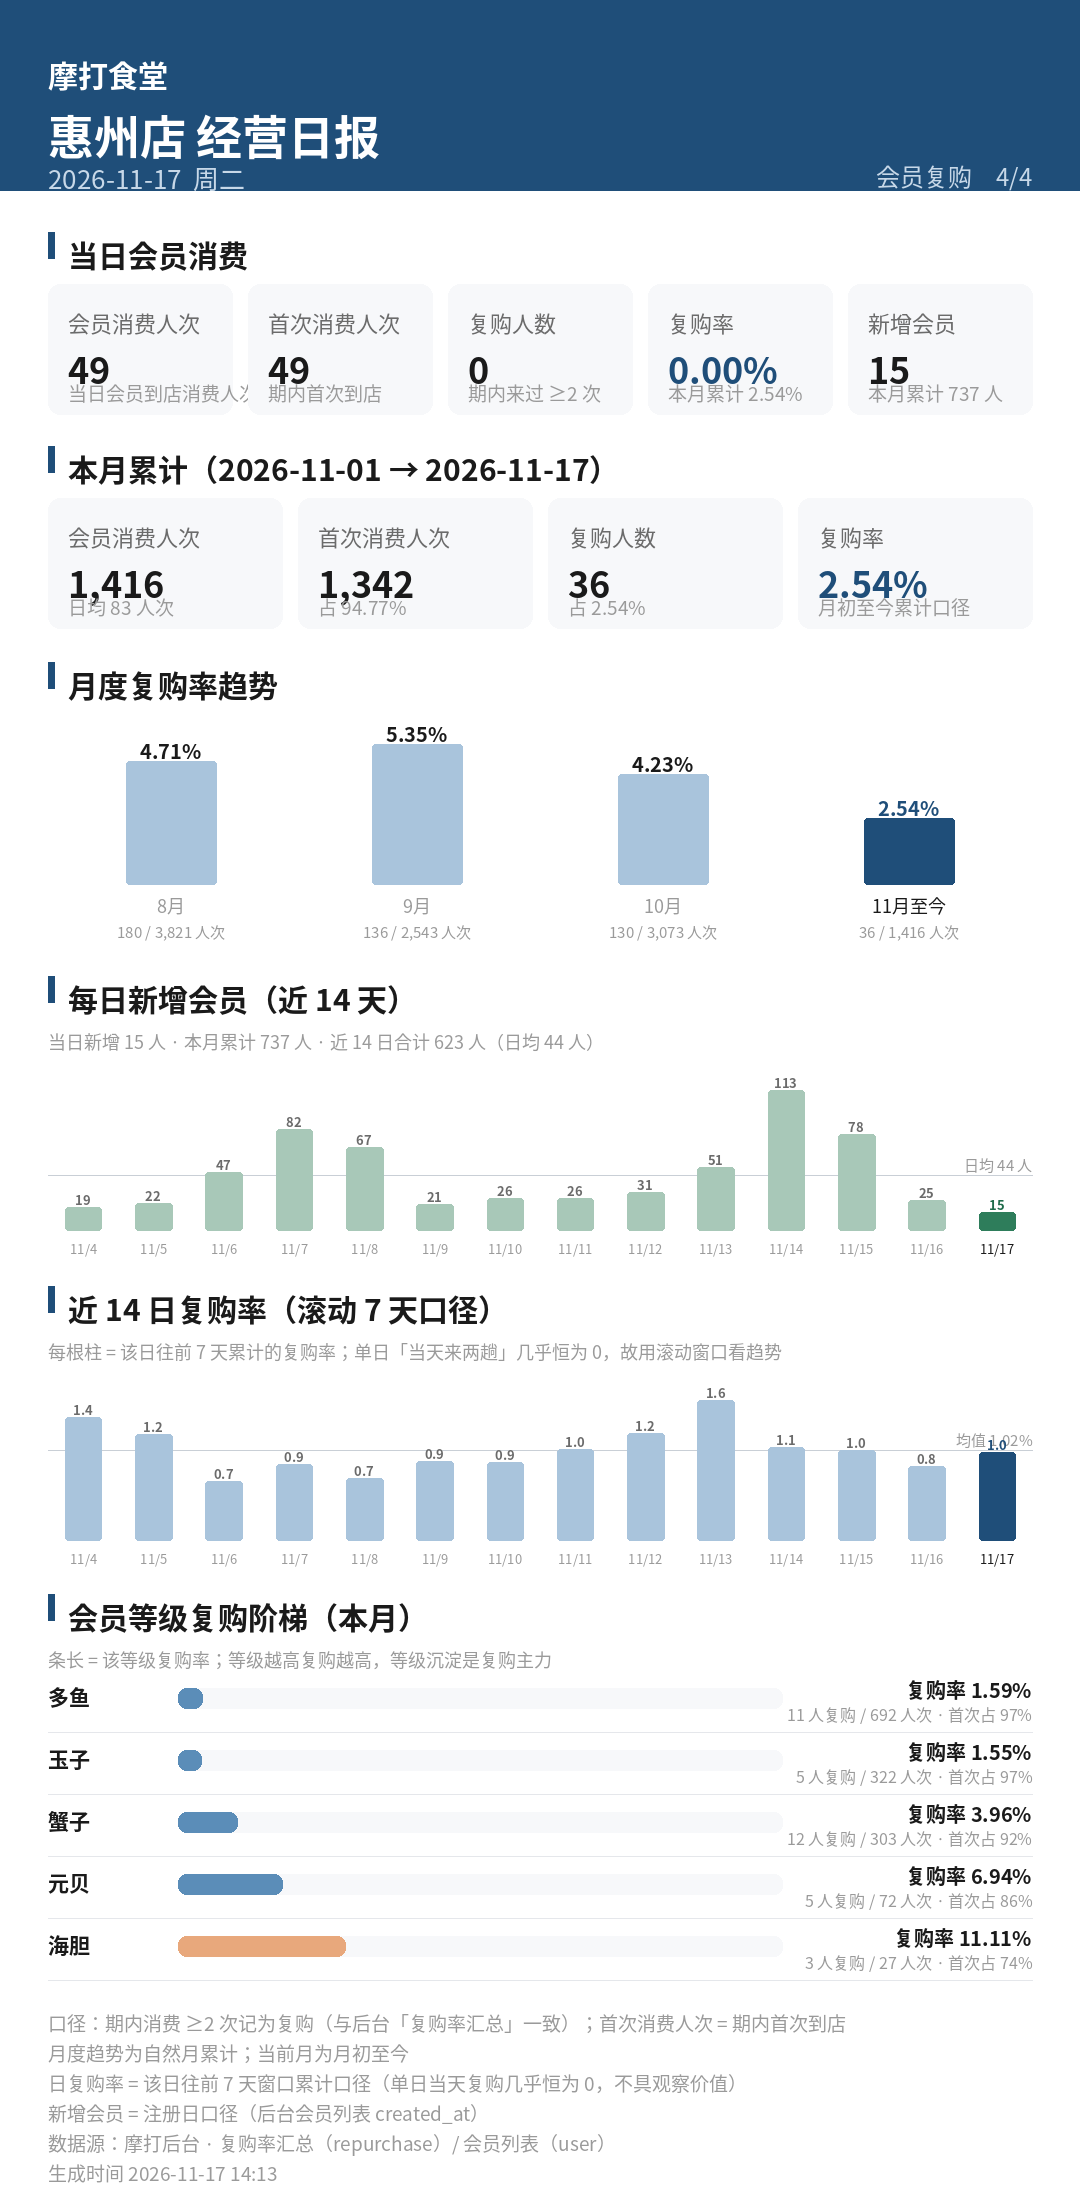 摩打食堂
惠州店 经营日报
2026-11-17 周二
会员复购 4/4
当日会员消费
会员消费人次 首次消费人次 复购人数 复购率 新增会员
49 49 0 0.00% 15
当日会员到店消费人次 期内首次到店 期内来过 ≥2 次 本月累计 2.54% 本月累计 737 人
本月累计（2026-11-01 → 2026-11-17）
会员消费人次 首次消费人次 复购人数 复购率
1,416 1,342 36 2.54%
日均 83 人次 占 94.77% 占 2.54% 月初至今累计口径
月度复购率趋势
4.71% 5.35% 4.23% 2.54%
8月 9月 10月 11月至今
180 / 3,821 人次 136 / 2,543 人次 130 / 3,073 人次 36 / 1,416 人次
每日新增会员（近 14 天）
当日新增 15 人 · 本月累计 737 人 · 近 14 日合计 623 人（日均 44 人）
19 22 47 82 67 21 26 26 31 51 113 78 25 15
日均 44 人
11/4 11/5 11/6 11/7 11/8 11/9 11/10 11/11 11/12 11/13 11/14 11/15 11/16 11/17
近 14 日复购率（滚动 7 天口径）
每根柱 = 该日往前 7 天累计的复购率；单日「当天来两趟」几乎恒为 0，故用滚动窗口看趋势
1.4 1.2 0.7 0.9 0.7 0.9 0.9 1.0 1.2 1.6 1.1 1.0 0.8 1.0
均值 1.02%
11/4 11/5 11/6 11/7 11/8 11/9 11/10 11/11 11/12 11/13 11/14 11/15 11/16 11/17
会员等级复购阶梯（本月）
条长 = 该等级复购率；等级越高复购越高，等级沉淀是复购主力
多鱼 复购率 1.59%
11 人复购 / 692 人次 · 首次占 97%
玉子 复购率 1.55%
5 人复购 / 322 人次 · 首次占 97%
蟹子 复购率 3.96%
12 人复购 / 303 人次 · 首次占 92%
元贝 复购率 6.94%
5 人复购 / 72 人次 · 首次占 86%
海胆 复购率 11.11%
3 人复购 / 27 人次 · 首次占 74%
口径：期内消费 ≥2 次记为复购（与后台「复购率汇总」一致）；首次消费人次 = 期内首次到店
月度趋势为自然月累计；当前月为月初至今
日复购率 = 该日往前 7 天窗口累计口径（单日当天复购几乎恒为 0，不具观察价值）
新增会员 = 注册日口径（后台会员列表 created_at）
数据源：摩打后台 · 复购率汇总（repurchase）/ 会员列表（user）
生成时间 2026-11-17 14:13